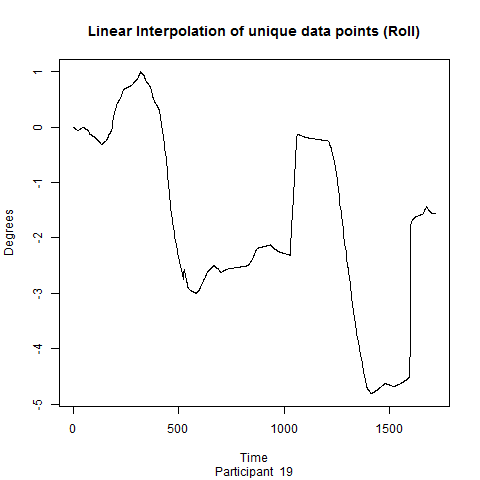 Linear Interpolation of unique data points (Roll)
Degrees
1
0
-1
-2
-3
-4
-5
0 500 1000 1500
Time
Participant 19